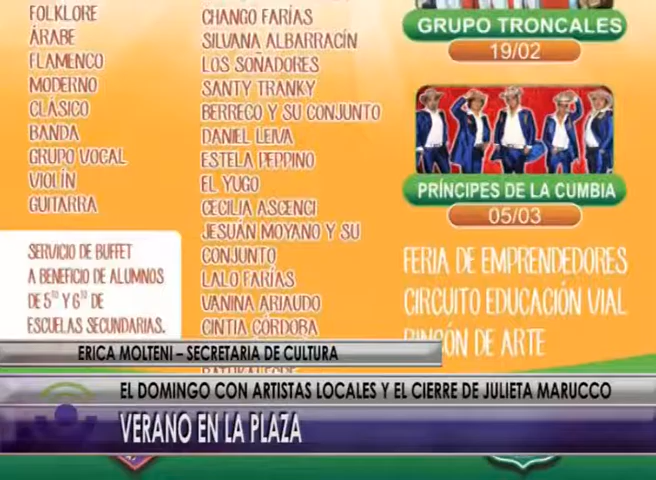 FOLKLORE
ÁRABE
FLAMENCO
MODERNO
CLÁSICO
BANDA
GRUPO VOCAL
VIOLÍN
GUITARRA
SERVICIO DE BUFFET
A BENEFICIO DE ALUMNOS
DE 5TO Y 6TO DE
ESCUELAS SECUNDARIAS.
CHANGO FARÍAS
SILVANA ALBARRACÍN
LOS SOÑADORES
SANTY TRANKY
BERRECO Y SU CONJUNTO
DANIEL LEIVA
ESTELA PEPPINO
EL YUGO
CECILIA ASCENCI
JESUÁN MOYANO Y SU
CONJUNTO
LALO FARÍAS
VANINA ARIAUDO
CINTIA CÓRDOBA
GRUPO TRONCALES
19/02
PRÍNCIPES DE LA CUMBIA
05/03
FERIA DE EMPRENDEDORES
CIRCUITO EDUCACIÓN VIAL
RINCÓN DE ARTE
ERICA MOLTENI – SECRETARIA DE CULTURA
EL DOMINGO CON ARTISTAS LOCALES Y EL CIERRE DE JULIETA MARUCCO
VERANO EN LA PLAZA